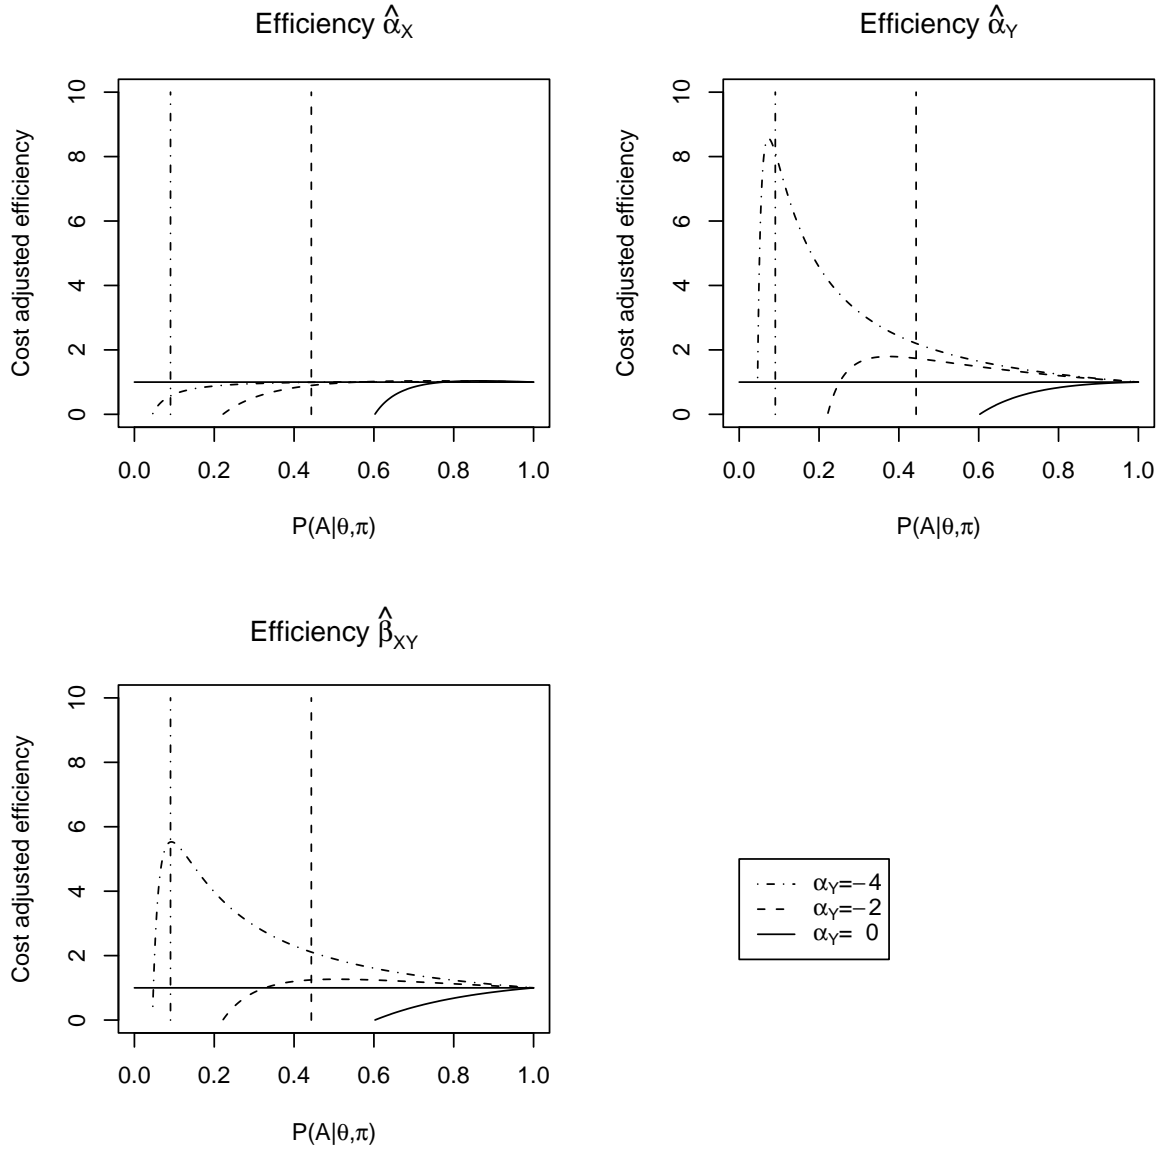 Efficiency α̂X
Cost adjusted efficiency
0 2 4 6 8 10
0.0 0.2 0.4 0.6 0.8 1.0
P(A|θ,π)
Efficiency α̂Y
Cost adjusted efficiency
0 2 4 6 8 10
0.0 0.2 0.4 0.6 0.8 1.0
P(A|θ,π)
Efficiency β̂XY
Cost adjusted efficiency
0 2 4 6 8 10
0.0 0.2 0.4 0.6 0.8 1.0
P(A|θ,π)
αY=−4
αY=−2
αY= 0